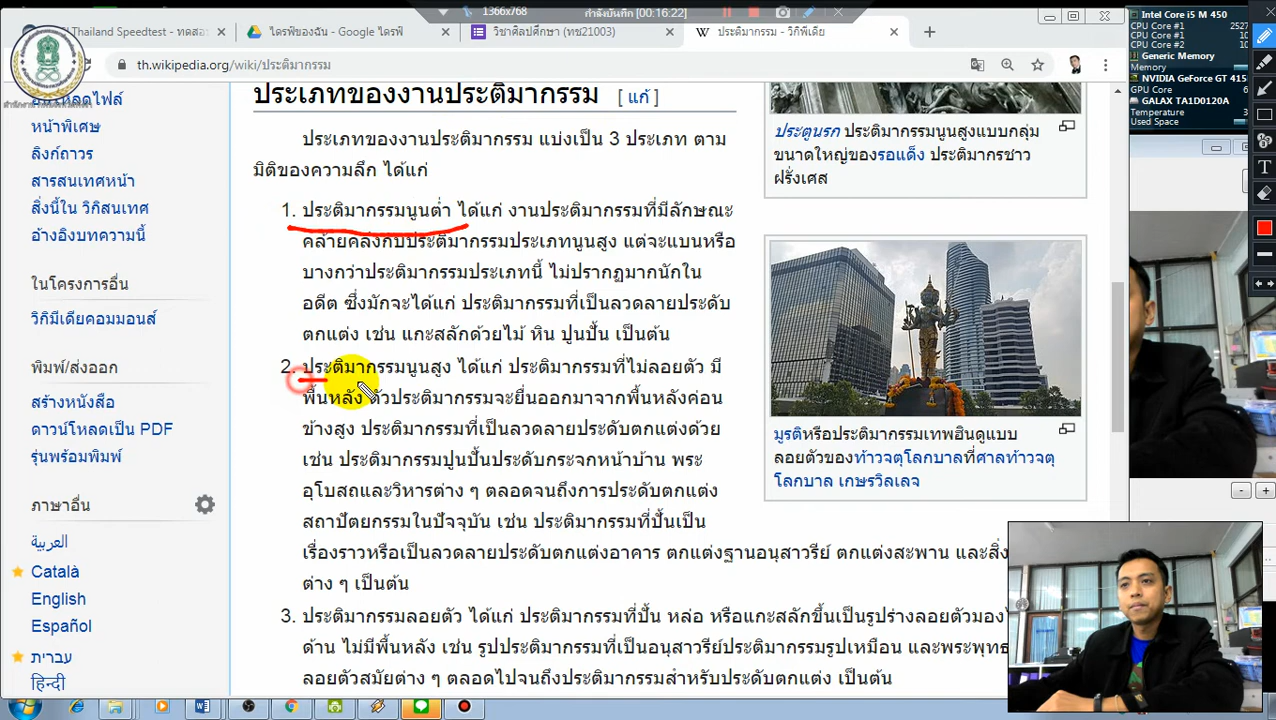 1366x768
กำลังบันทึก [00:16:22]
Thailand Speedtest - ทดสอ
ไดรฟ์ของฉัน - Google ไดรฟ์
วิชาศิลปศึกษา (ทช21003)
ประติมากรรม - วิกิพีเดีย
th.wikipedia.org/wiki/ประติมากรรม
Intel Core i5 M 450
CPU Core #1 2527
CPU Core #1 10
CPU Core #2 10
Generic Memory
Memory
NVIDIA GeForce GT 415
GPU Core 6
GALAX TA1D0120A
Temperature 3
Used Space
อัปโหลดไฟล์
หน้าพิเศษ
ลิงก์ถาวร
สารสนเทศหน้า
สิ่งนี้ใน วิกิสนเทศ
อ้างอิงบทความนี้
ในโครงการอื่น
วิกิมีเดียคอมมอนส์
พิมพ์/ส่งออก
สร้างหนังสือ
ดาวน์โหลดเป็น PDF
รุ่นพร้อมพิมพ์
ภาษาอื่น
العربية
Català
English
Español
עברית
हिन्दी
ประเภทของงานประติมากรรม [ แก้ ]
ประเภทของงานประติมากรรม แบ่งเป็น 3 ประเภท ตาม
มิติของความลึก ได้แก่
1. ประติมากรรมนูนต่ำ ได้แก่ งานประติมากรรมที่มีลักษณะ
คล้ายคลึงกับประติมากรรมประเภทนูนสูง แต่จะแบนหรือ
บางกว่าประติมากรรมประเภทนี้ ไม่ปรากฏมากนักใน
อดีต ซึ่งมักจะได้แก่ ประติมากรรมที่เป็นลวดลายประดับ
ตกแต่ง เช่น แกะสลักด้วยไม้ หิน ปูนปั้น เป็นต้น
2. ประติมากรรมนูนสูง ได้แก่ ประติมากรรมที่ไม่ลอยตัว มี
พื้นหลัง ตัวประติมากรรมจะยื่นออกมาจากพื้นหลังค่อน
ข้างสูง ประติมากรรมที่เป็นลวดลายประดับตกแต่งด้วย
เช่น ประติมากรรมปูนปั้นประดับกระจกหน้าบ้าน พระ
อุโบสถและวิหารต่าง ๆ ตลอดจนถึงการประดับตกแต่ง
สถาปัตยกรรมในปัจจุบัน เช่น ประติมากรรมที่ปั้นเป็น
เรื่องราวหรือเป็นลวดลายประดับตกแต่งอาคาร ตกแต่งฐานอนุสาวรีย์ ตกแต่งสะพาน และสิ่ง
ต่าง ๆ เป็นต้น
3. ประติมากรรมลอยตัว ได้แก่ ประติมากรรมที่ปั้น หล่อ หรือแกะสลักขึ้นเป็นรูปร่างลอยตัวมอง
ด้าน ไม่มีพื้นหลัง เช่น รูปประติมากรรมที่เป็นอนุสาวรีย์ประติมากรรมรูปเหมือน และพระพุทธ
ลอยตัวสมัยต่าง ๆ ตลอดไปจนถึงประติมากรรมสำหรับประดับตกแต่ง เป็นต้น
ประตูนรก ประติมากรรมนูนสูงแบบกลุ่ม
ขนาดใหญ่ของรอแด็ง ประติมากรชาว
ฝรั่งเศส
มูรติหรือประติมากรรมเทพฮินดูแบบ
ลอยตัวของท้าวจตุโลกบาลที่ศาลท้าวจตุ
โลกบาล เกษรวิลเลจ